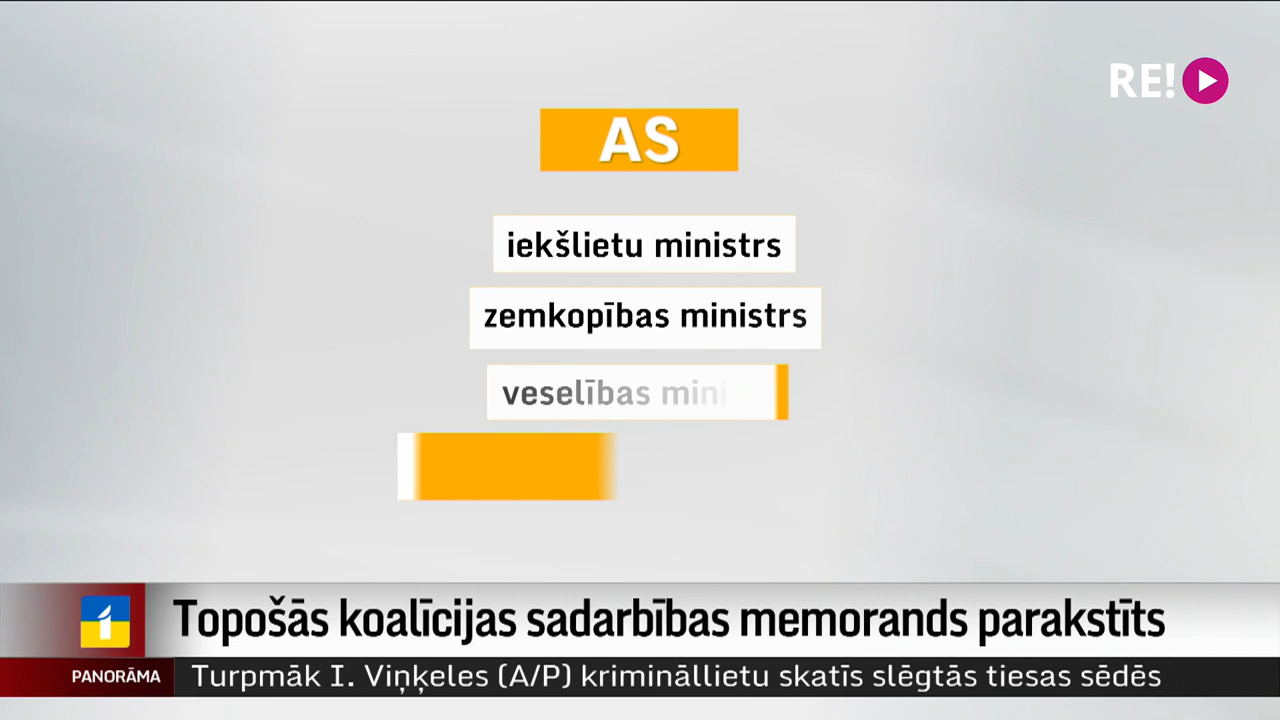 RE!
AS
iekšlietu ministrs
zemkopības ministrs
veselības mini
1
Topošās koalīcijas sadarbības memorands parakstīts
PANORĀMA
Turpmāk I. Viņķeles (A/P) krimināllietu skatīs slēgtās tiesas sēdēs